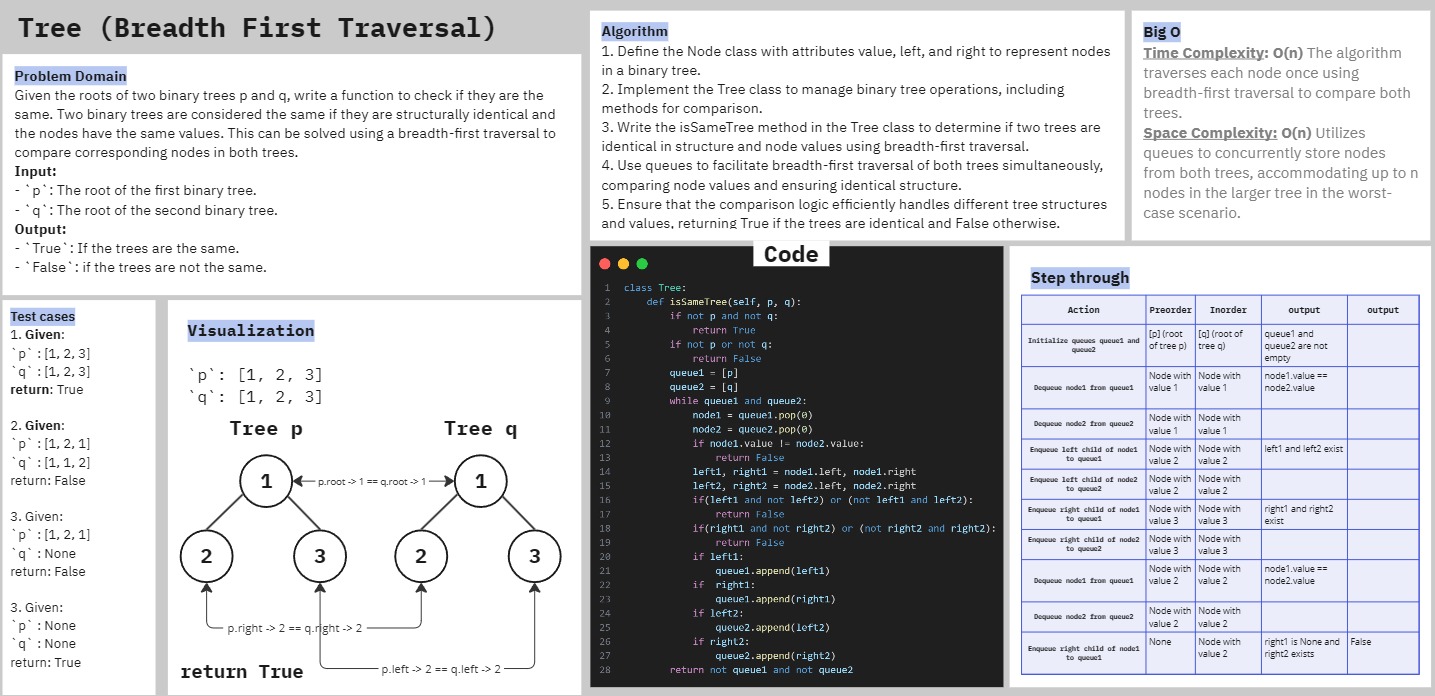 Tree (Breadth First Traversal)
Problem Domain
Given the roots of two binary trees p and q, write a function to check if they are the
same. Two binary trees are considered the same if they are structurally identical and
the nodes have the same values. This can be solved using a breadth-first traversal to
compare corresponding nodes in both trees.
Input:
- `p`: The root of the first binary tree.
- `q`: The root of the second binary tree.
Output:
- `True`: If the trees are the same.
- `False`: if the trees are not the same.
Test cases
1. Given:
`p` : [1, 2, 3]
`q` : [1, 2, 3]
return: True
2. Given:
`p` : [1, 2, 1]
`q` : [1, 1, 2]
return: False
3. Given:
`p` : [1, 2, 1]
`q` : None
return: False
3. Given:
`p` : None
`q` : None
return: True
Visualization
`p`: [1, 2, 3]
`q`: [1, 2, 3]
Tree p
Tree q
1
p.root -> 1 == q.root -> 1
1
2
3
2
3
p.right -> 2 == q.right -> 2
p.left -> 2 == q.left -> 2
return True
Algorithm
1. Define the Node class with attributes value, left, and right to represent nodes
in a binary tree.
2. Implement the Tree class to manage binary tree operations, including
methods for comparison.
3. Write the isSameTree method in the Tree class to determine if two trees are
identical in structure and node values using breadth-first traversal.
4. Use queues to facilitate breadth-first traversal of both trees simultaneously,
comparing node values and ensuring identical structure.
5. Ensure that the comparison logic efficiently handles different tree structures
and values, returning True if the trees are identical and False otherwise.
Big O
Time Complexity: O(n) The algorithm
traverses each node once using
breadth-first traversal to compare both
trees.
Space Complexity: O(n) Utilizes
queues to concurrently store nodes
from both trees, accommodating up to n
nodes in the larger tree in the worst-
case scenario.
Code
1 class Tree:
2 def isSameTree(self, p, q):
3 if not p and not q:
4 return True
5 if not p or not q:
6 return False
7 queue1 = [p]
8 queue2 = [q]
9 while queue1 and queue2:
10 node1 = queue1.pop(0)
11 node2 = queue2.pop(0)
12 if node1.value != node2.value:
13 return False
14 left1, right1 = node1.left, node1.right
15 left2, right2 = node2.left, node2.right
16 if(left1 and not left2) or (not left1 and left2):
17 return False
18 if(right1 and not right2) or (not right2 and right2):
19 return False
20 if left1:
21 queue1.append(left1)
22 if right1:
23 queue1.append(right1)
24 if left2:
25 queue2.append(left2)
26 if right2:
27 queue2.append(right2)
28 return not queue1 and not queue2
Step through
Action Preorder Inorder output output
Initialize queues queue1 and
queue2
[p] (root
of tree p)
[q] (root of
tree q)
queue1 and
queue2 are not
empty
Dequeue node1 from queue1
Node with
value 1
Node with
value 1
node1.value ==
node2.value
Dequeue node2 from queue2
Node with
value 1
Node with
value 1
Enqueue left child of node1
to queue1
Node with
value 2
Node with
value 2
left1 and left2 exist
Enqueue left child of node2
to queue2
Node with
value 2
Node with
value 2
Enqueue right child of node1
to queue1
Node with
value 3
Node with
value 3
right1 and right2
exist
Enqueue right child of node2
to queue2
Node with
value 3
Node with
value 3
Dequeue node1 from queue1
Node with
value 2
Node with
value 2
node1.value ==
node2.value
Dequeue node2 from queue2
Node with
value 2
Node with
value 2
Enqueue right child of node1
to queue1
None
Node with
value 2
right1 is None and
right2 exists
False